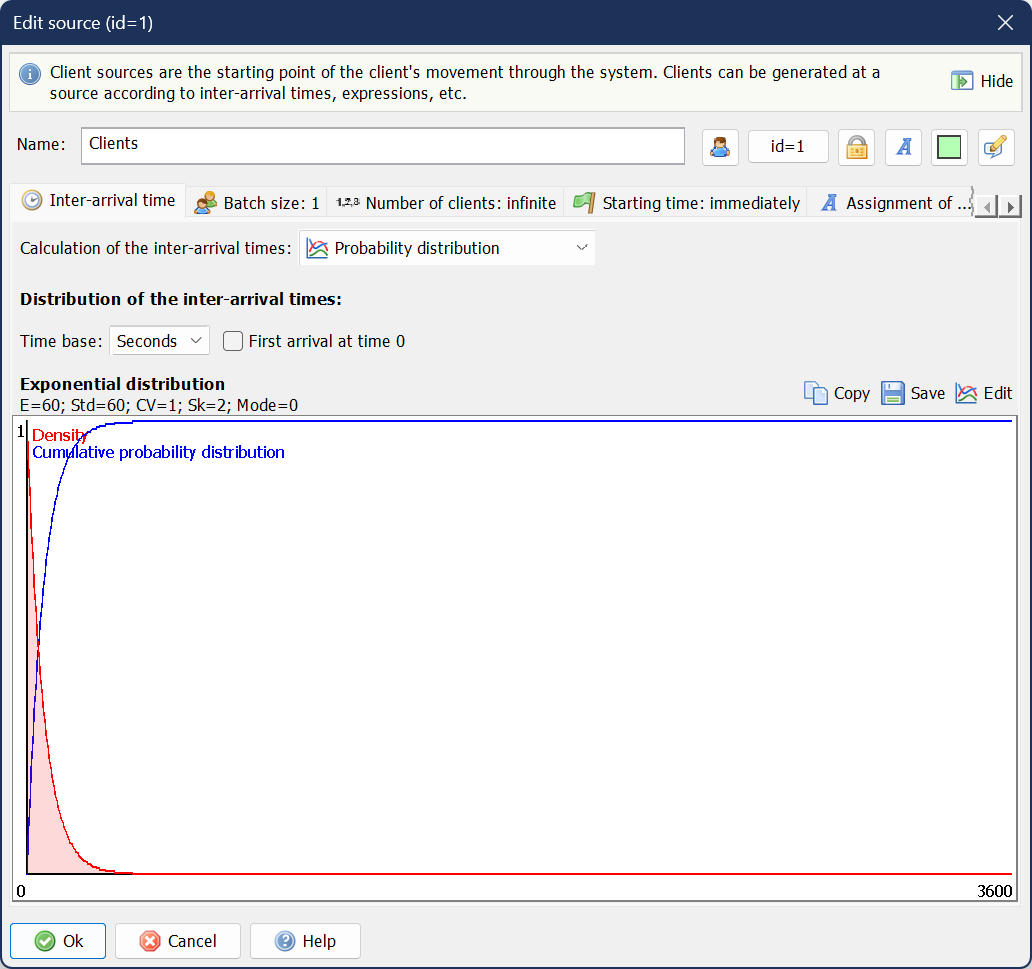 Edit source (id=1)
Client sources are the starting point of the client's movement through the system. Clients can be generated at a
source according to inter-arrival times, expressions, etc.
Hide
Name:
Clients
id=1
A
Inter-arrival time
Batch size: 1
1,2,3 Number of clients: infinite
Starting time: immediately
A Assignment of ...
Calculation of the inter-arrival times:
Probability distribution
Distribution of the inter-arrival times:
Time base:
Seconds
First arrival at time 0
Exponential distribution
E=60; Std=60; CV=1; Sk=2; Mode=0
Copy
Save
Edit
1
Density
Cumulative probability distribution
0
3600
Ok
Cancel
Help